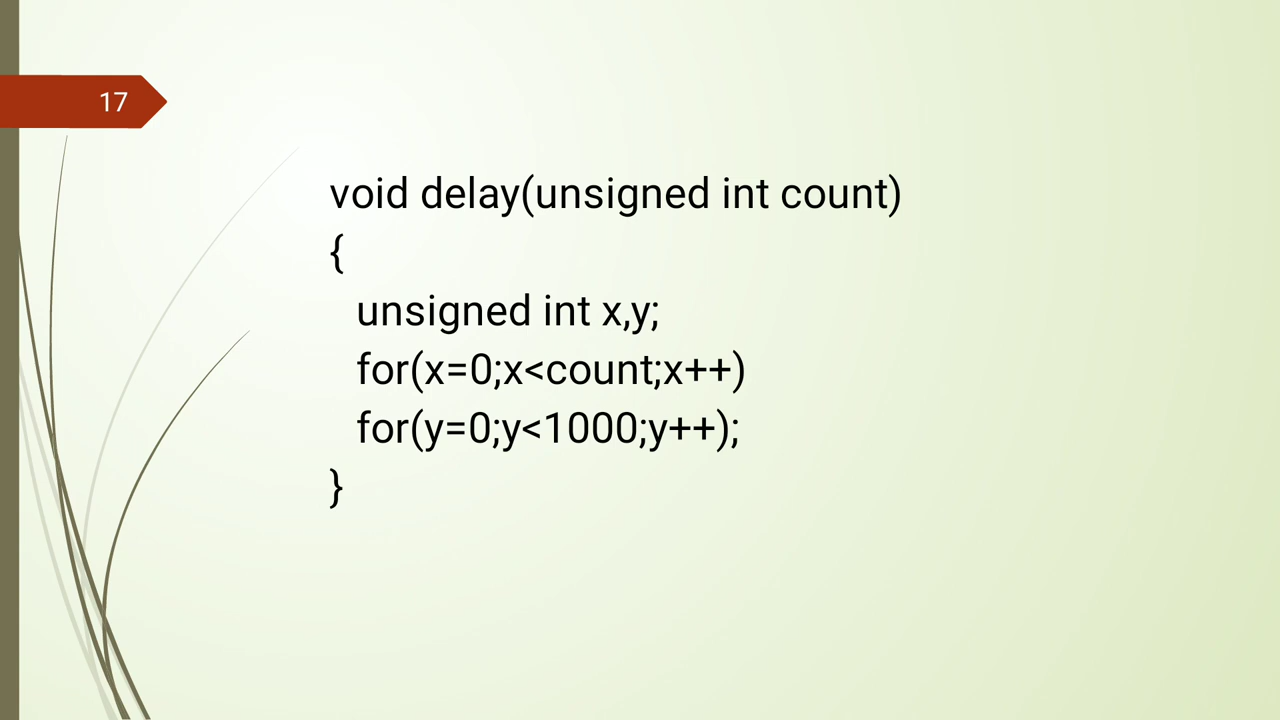 17
void delay(unsigned int count)
{
unsigned int x,y;
for(x=0;x<count;x++)
for(y=0;y<1000;y++);
}